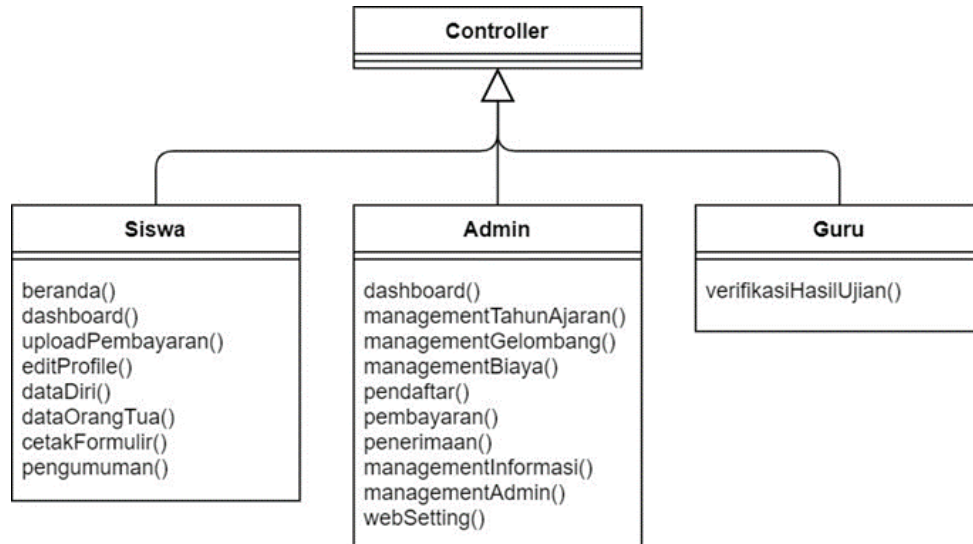 Controller
Siswa
beranda()
dashboard()
uploadPembayaran()
editProfile()
dataDiri()
dataOrangTua()
cetakFormulir()
pengumuman()
Admin
dashboard()
managementTahunAjaran()
managementGelombang()
managementBiaya()
pendaftar()
pembayaran()
penerimaan()
managementInformasi()
managementAdmin()
webSetting()
Guru
verifikasiHasilUjian()